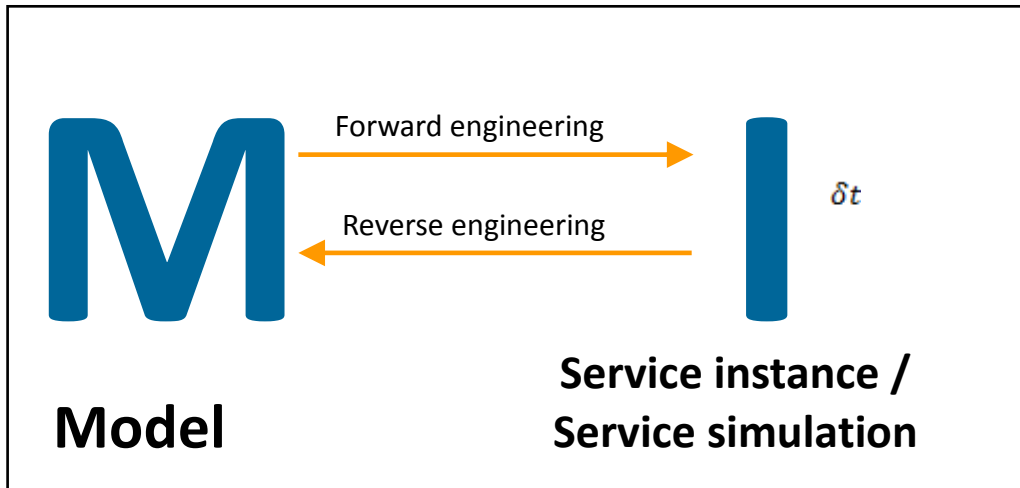 Forward engineering
M
I
δt
Reverse engineering
Service instance /
Service simulation
Model